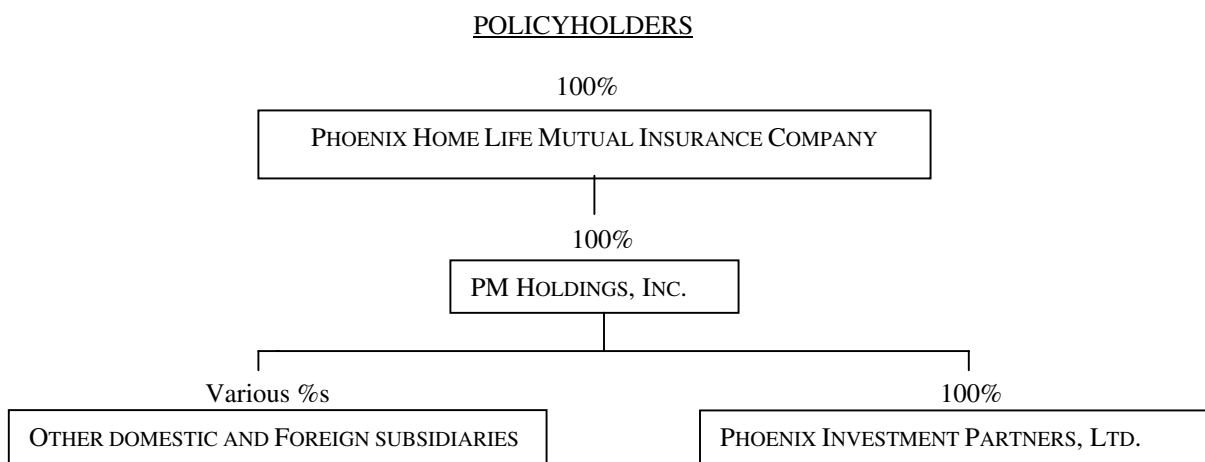 POLICYHOLDERS
100%
PHOENIX HOME LIFE MUTUAL INSURANCE COMPANY
100%
PM HOLDINGS, INC.
Various %s
100%
OTHER DOMESTIC AND FOREIGN SUBSIDIARIES
PHOENIX INVESTMENT PARTNERS, LTD.